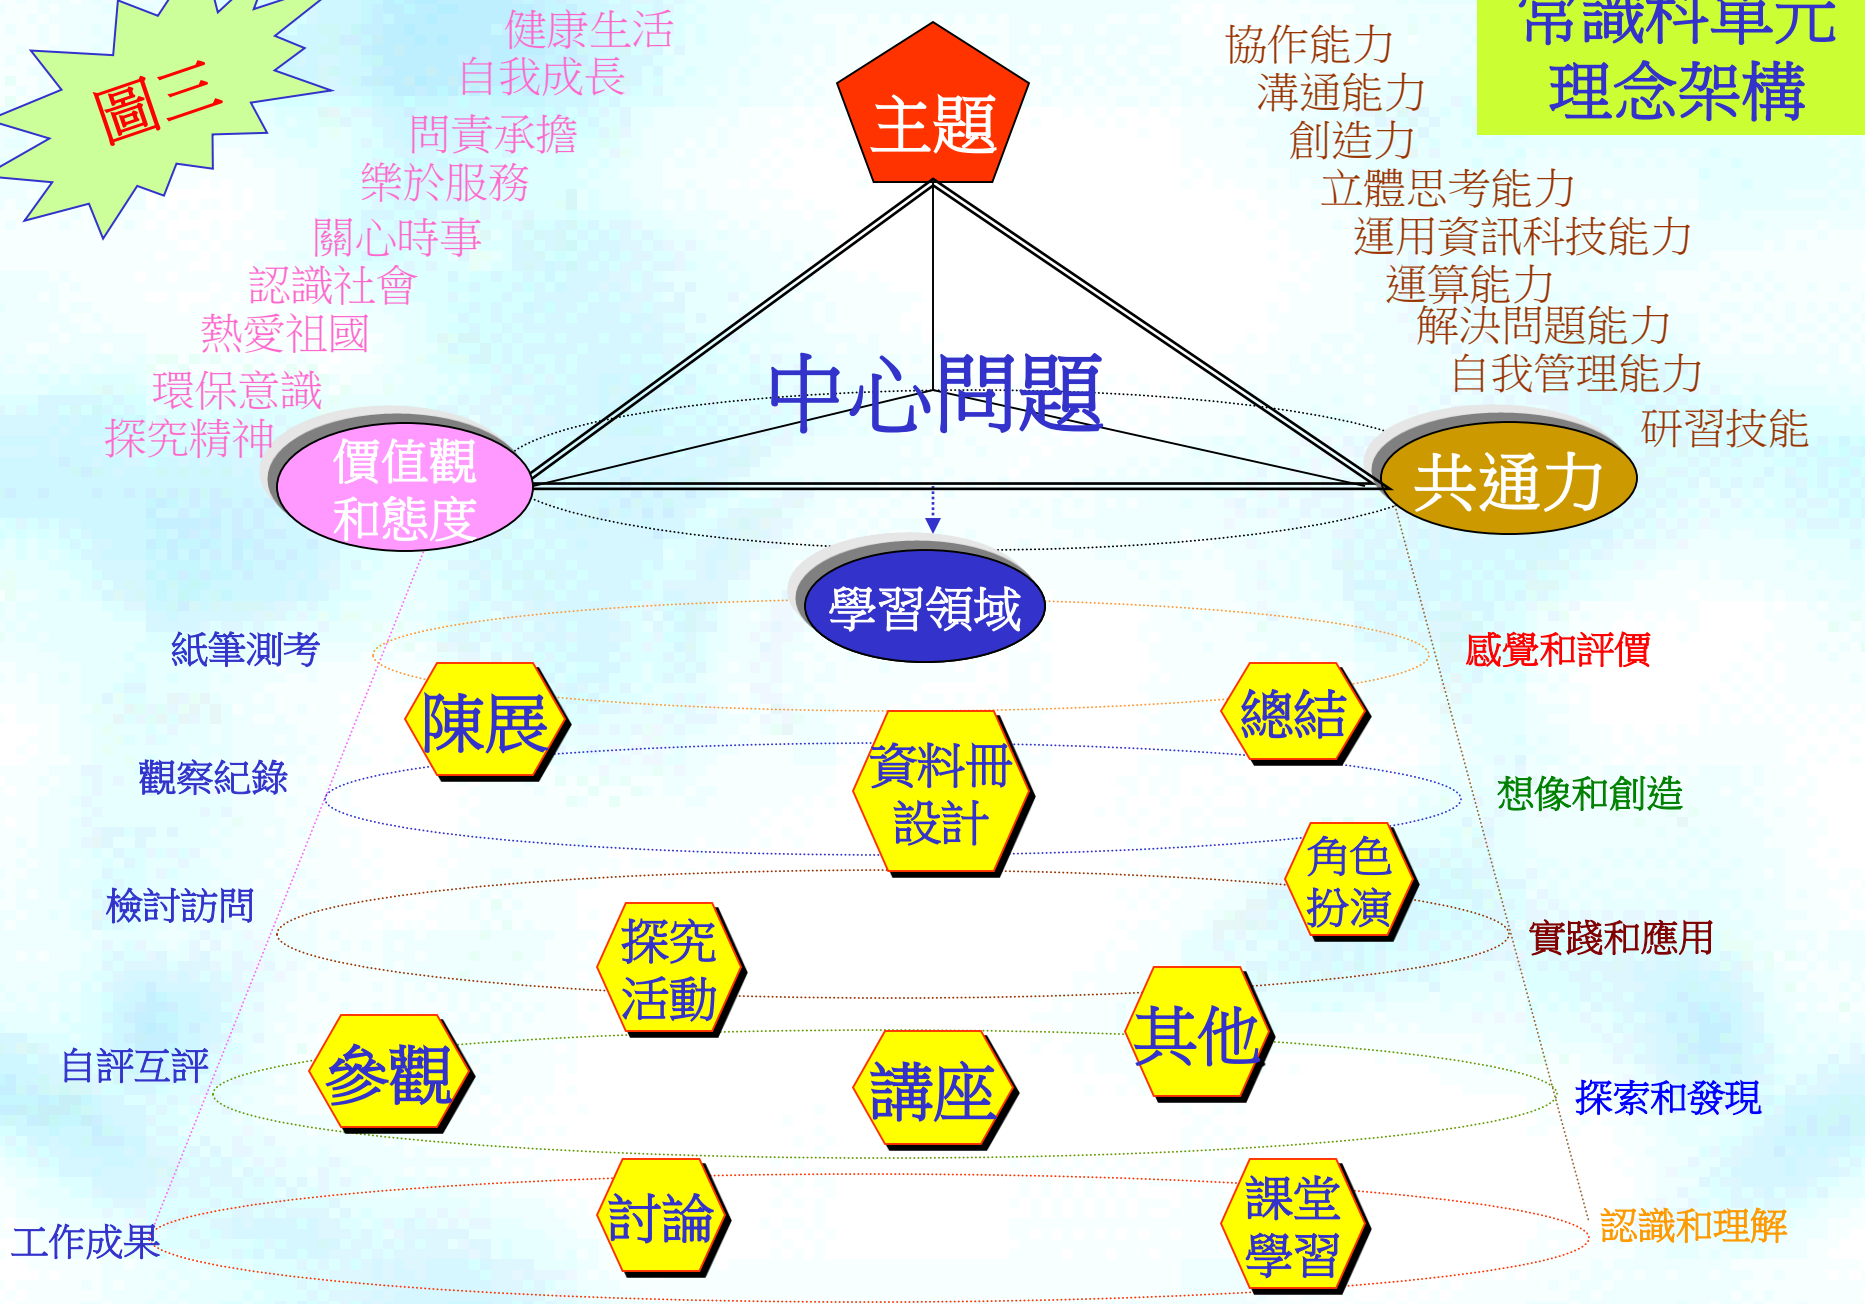 圖三
常識科單元
理念架構
健康生活
自我成長
問責承擔
樂於服務
關心時事
認識社會
熱愛祖國
環保意識
探究精神
主題
協作能力
溝通能力
創造力
立體思考能力
運用資訊科技能力
運算能力
解決問題能力
自我管理能力
研習技能
中心問題
價值觀
和態度
共通力
學習領域
紙筆測考
感覺和評價
陳展
總結
資料冊
設計
觀察紀錄
想像和創造
角色
扮演
檢討訪問
實踐和應用
探究
活動
其他
自評互評
參觀
講座
探索和發現
討論
課堂
學習
工作成果
認識和理解